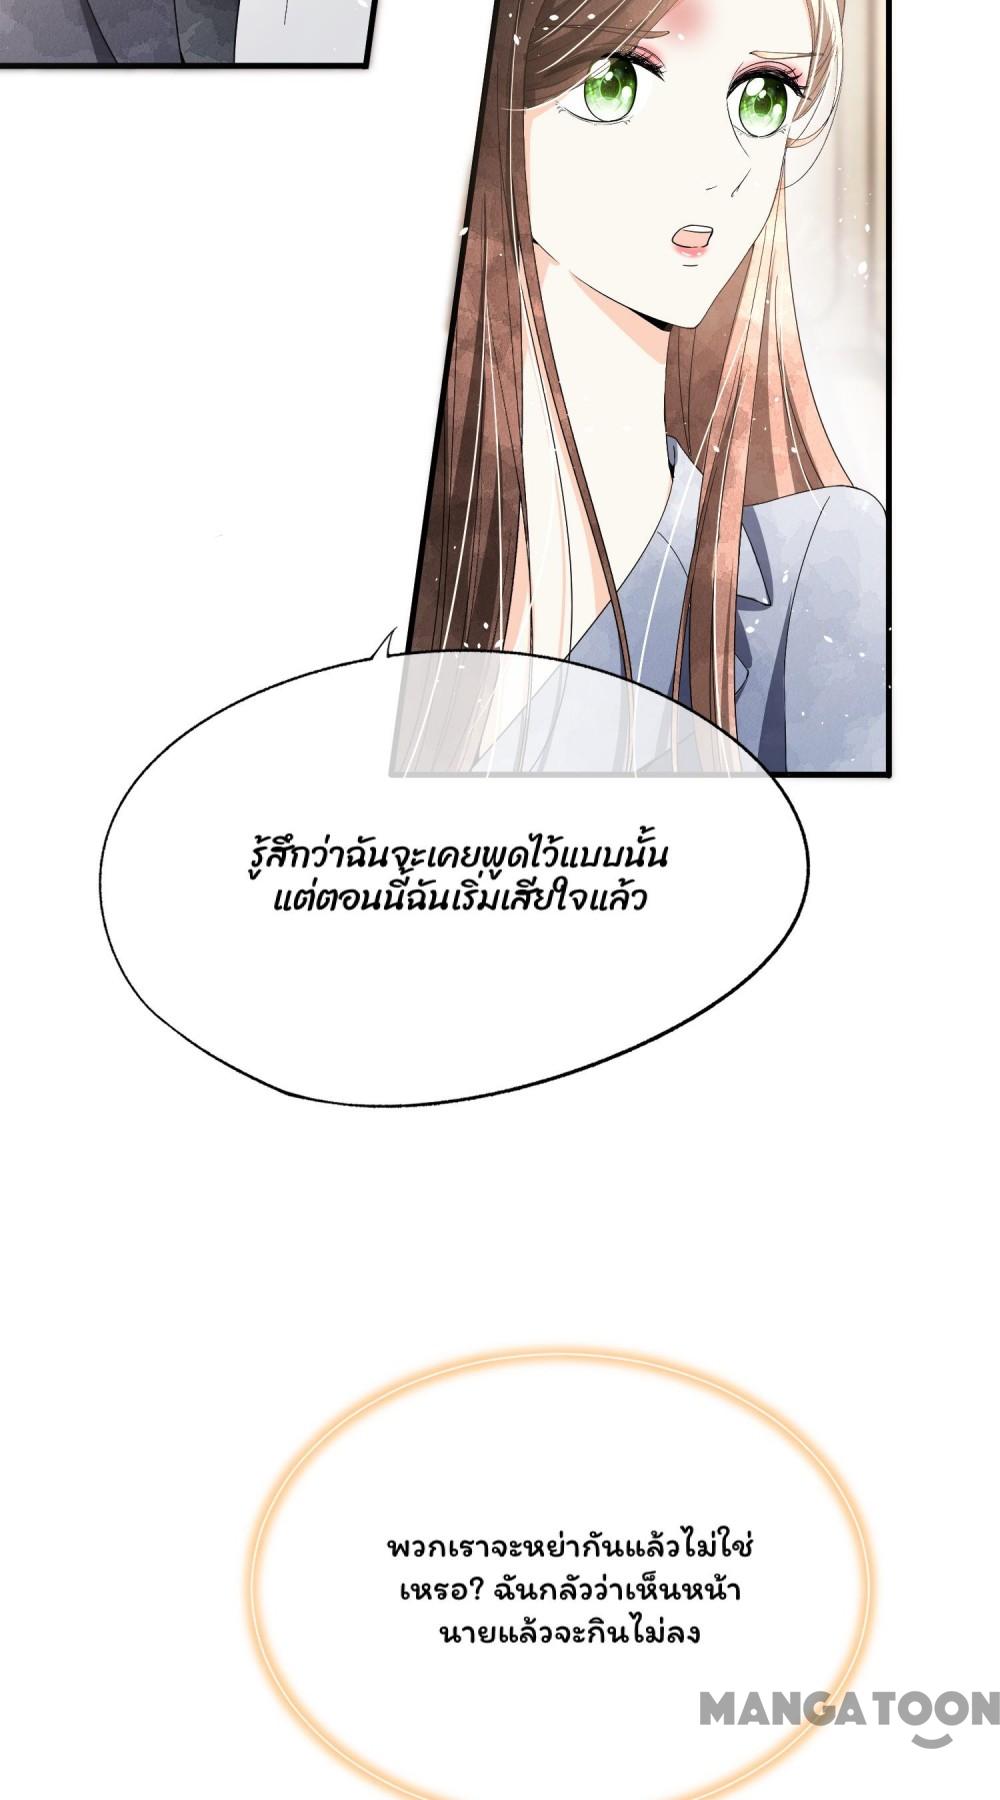 รู้สึกว่าฉันจะเคยพูดไว้แบบนั้น
แต่ตอนนี้ฉันเริ่มเสียใจแล้ว
พวกเราจะหย่ากันแล้วไม่ใช่
เหรอ? ฉันกลัวว่าเห็นหน้า
นายแล้วจะกินไม่ลง
MANGATOON